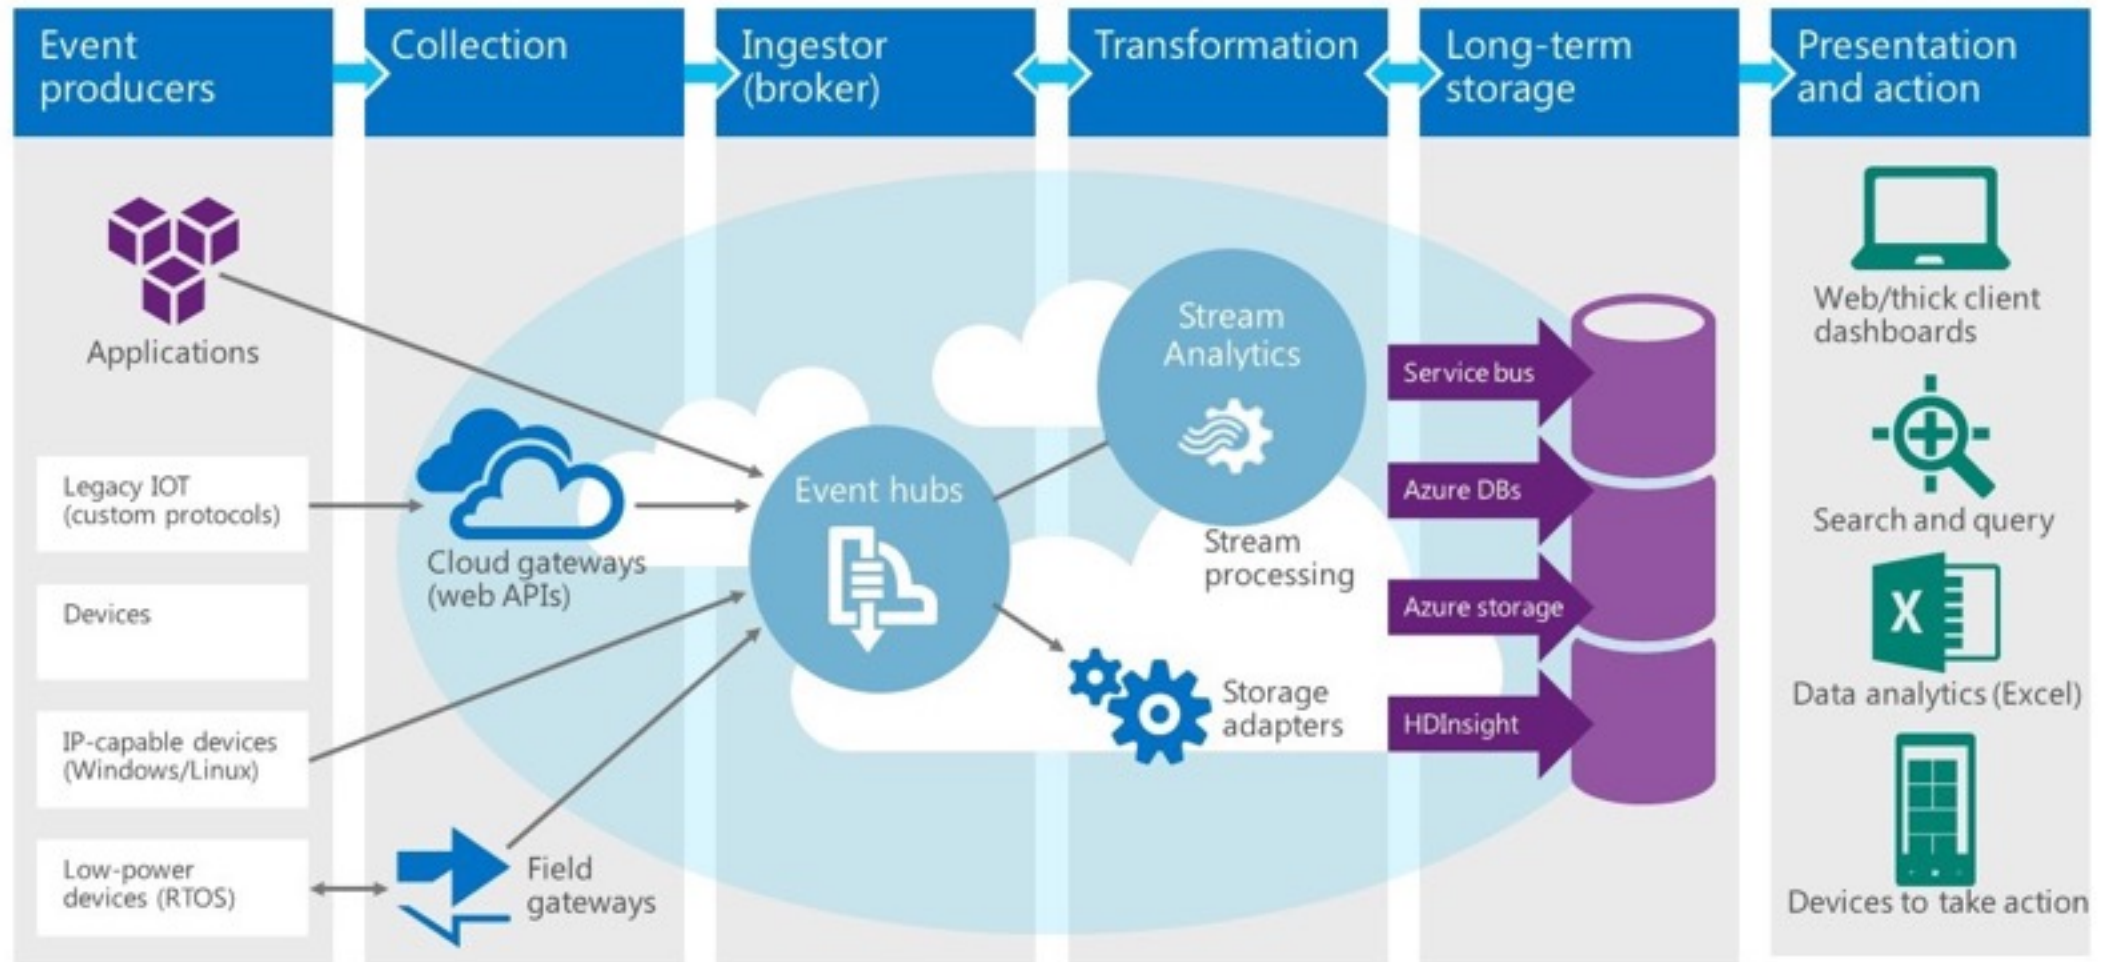 Event
producers
Collection
Ingestor
(broker)
Transformation
Long-term
storage
Presentation
and action
Applications
Legacy IOT
(custom protocols)
Devices
IP-capable devices
(Windows/Linux)
Low-power
devices (RTOS)
Cloud gateways
(web APIs)
Field
gateways
Event hubs
Stream
Analytics
Stream
processing
Storage
adapters
Service bus
Azure DBs
Azure storage
HDInsight
Web/thick client
dashboards
Search and query
X
Data analytics (Excel)
Devices to take action